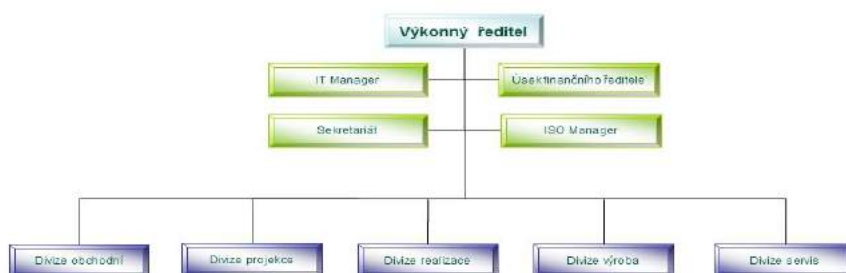 Výkonný ředitel
IT Manager
Úsek finančního ředitele
Sekretariát
ISO Manager
Divize obchodní
Divize projekce
Divize realizace
Divize výroba
Divize servis